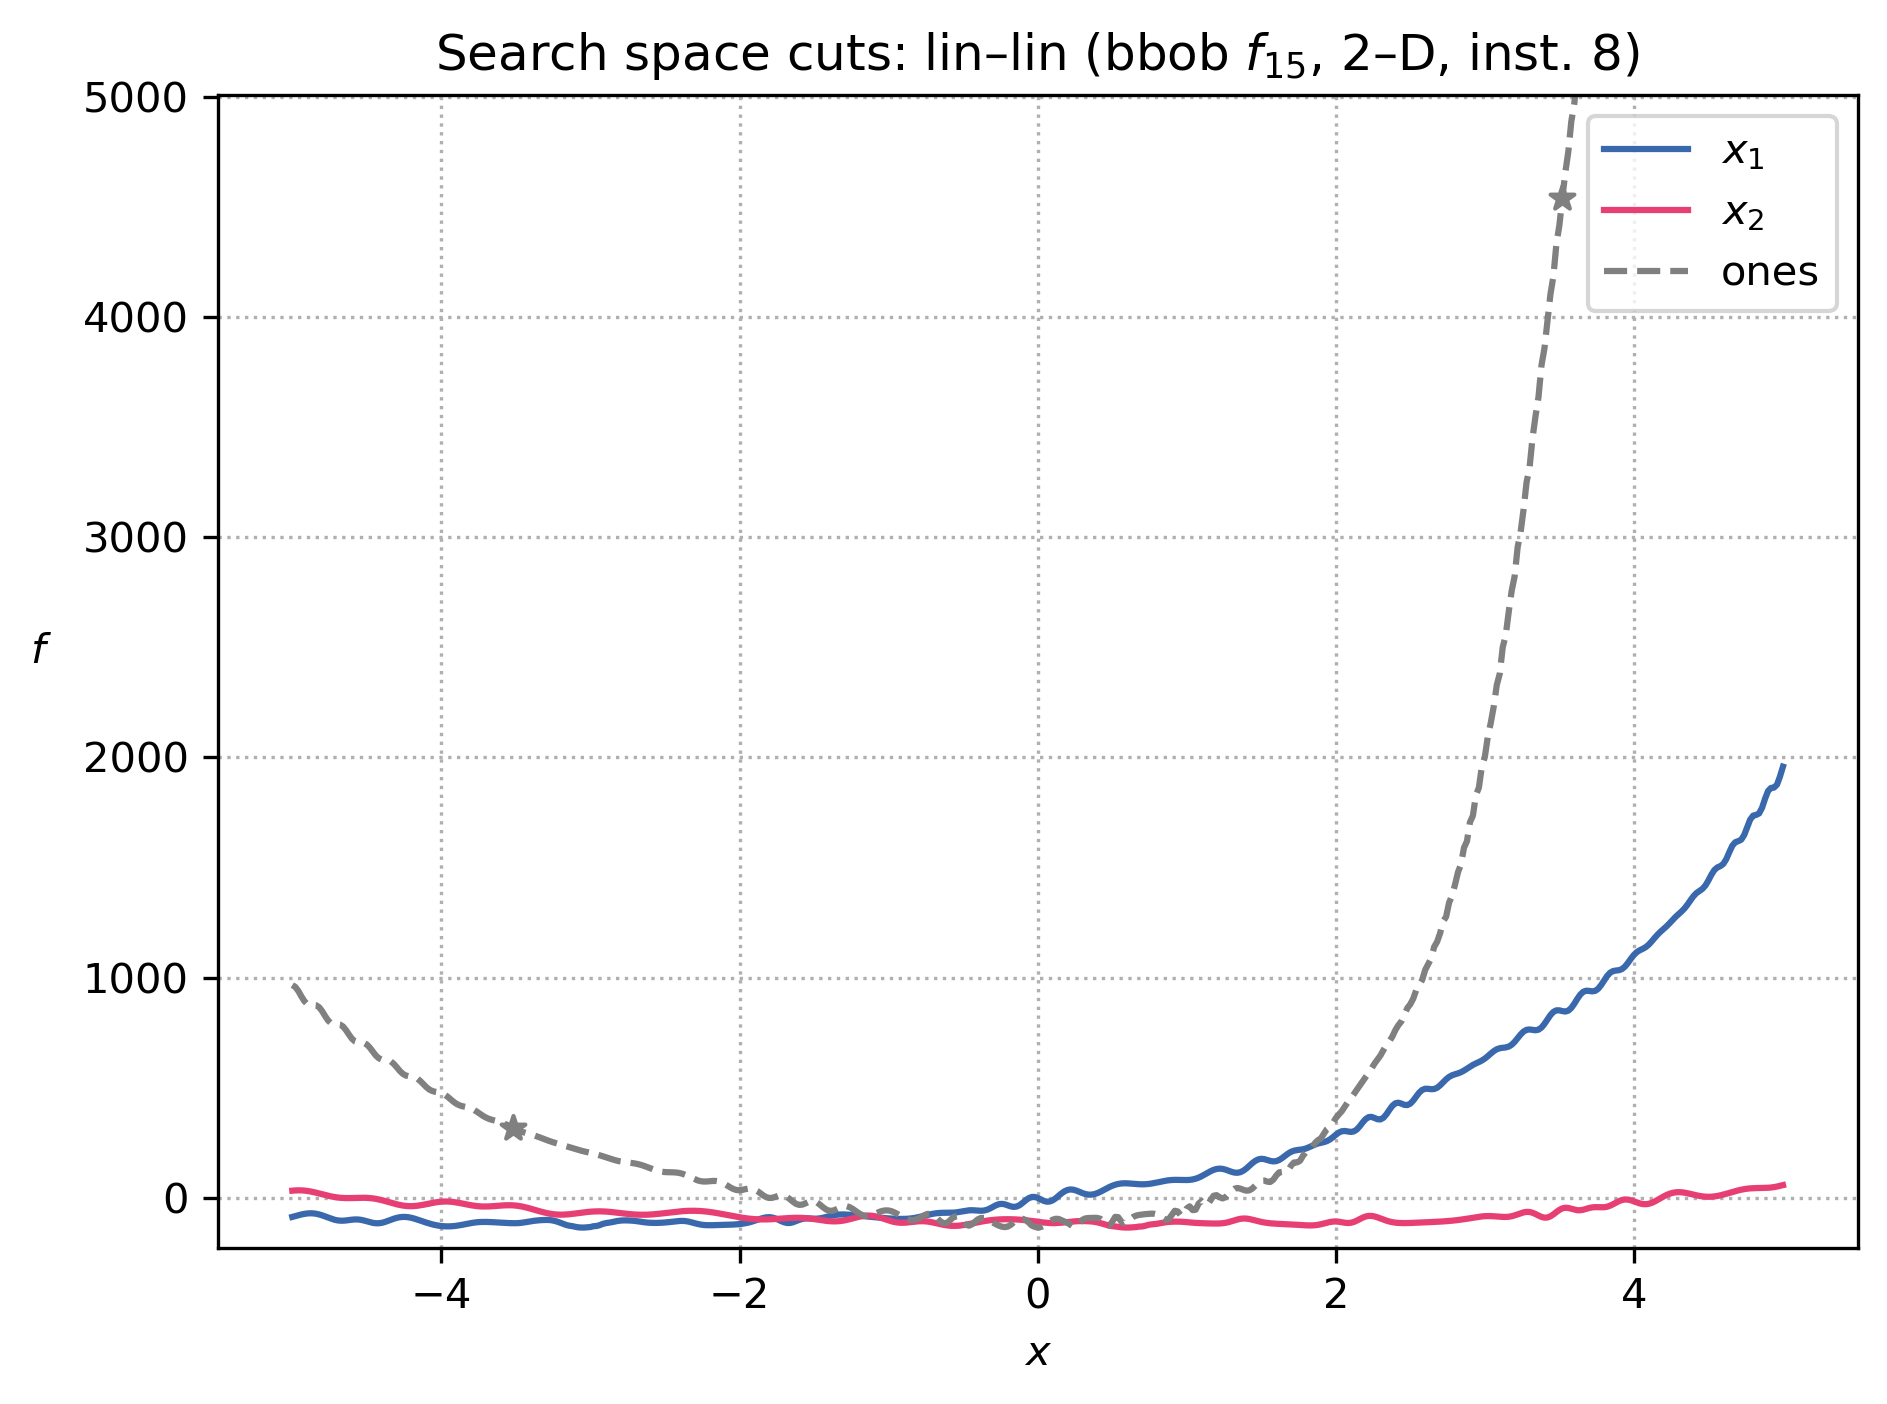 Search space cuts: lin–lin (bbob f15, 2–D, inst. 8)
5000
4000
3000
2000
1000
0
f
x1
x2
ones
−4 −2 0 2 4
x